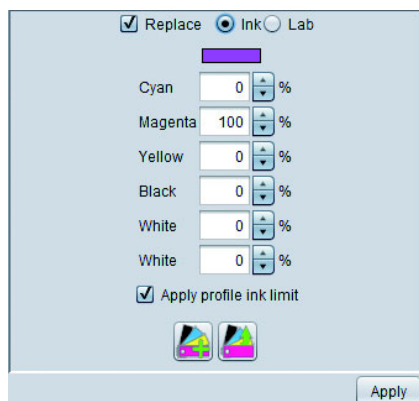 Replace Ink Lab
Cyan 0 %
Magenta 100 %
Yellow 0 %
Black 0 %
White 0 %
White 0 %
Apply profile ink limit
Apply